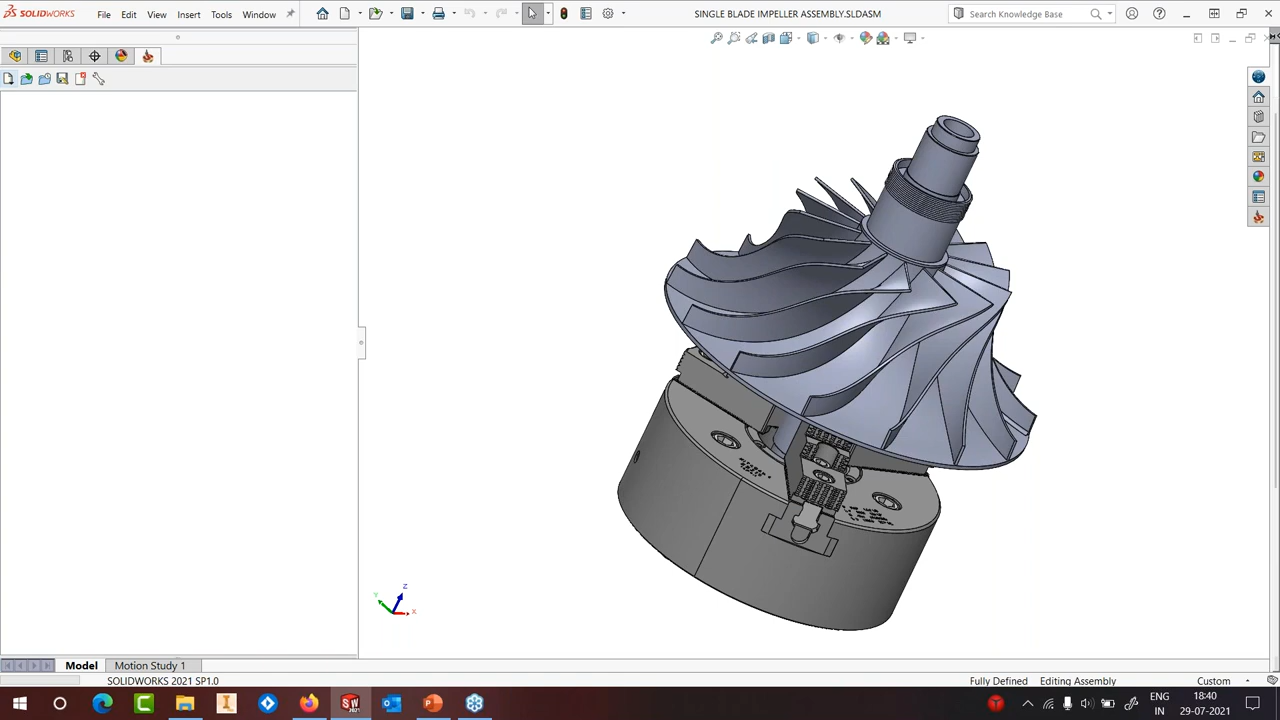 SOLIDWORKS File Edit View Insert Tools Window SINGLE BLADE IMPELLER ASSEMBLY.SLDASM Search Knowledge Base
Z
Y
X
Model Motion Study 1
SOLIDWORKS 2021 SP1.0 Fully Defined Editing Assembly Custom
ENG
IN
18:40
29-07-2021